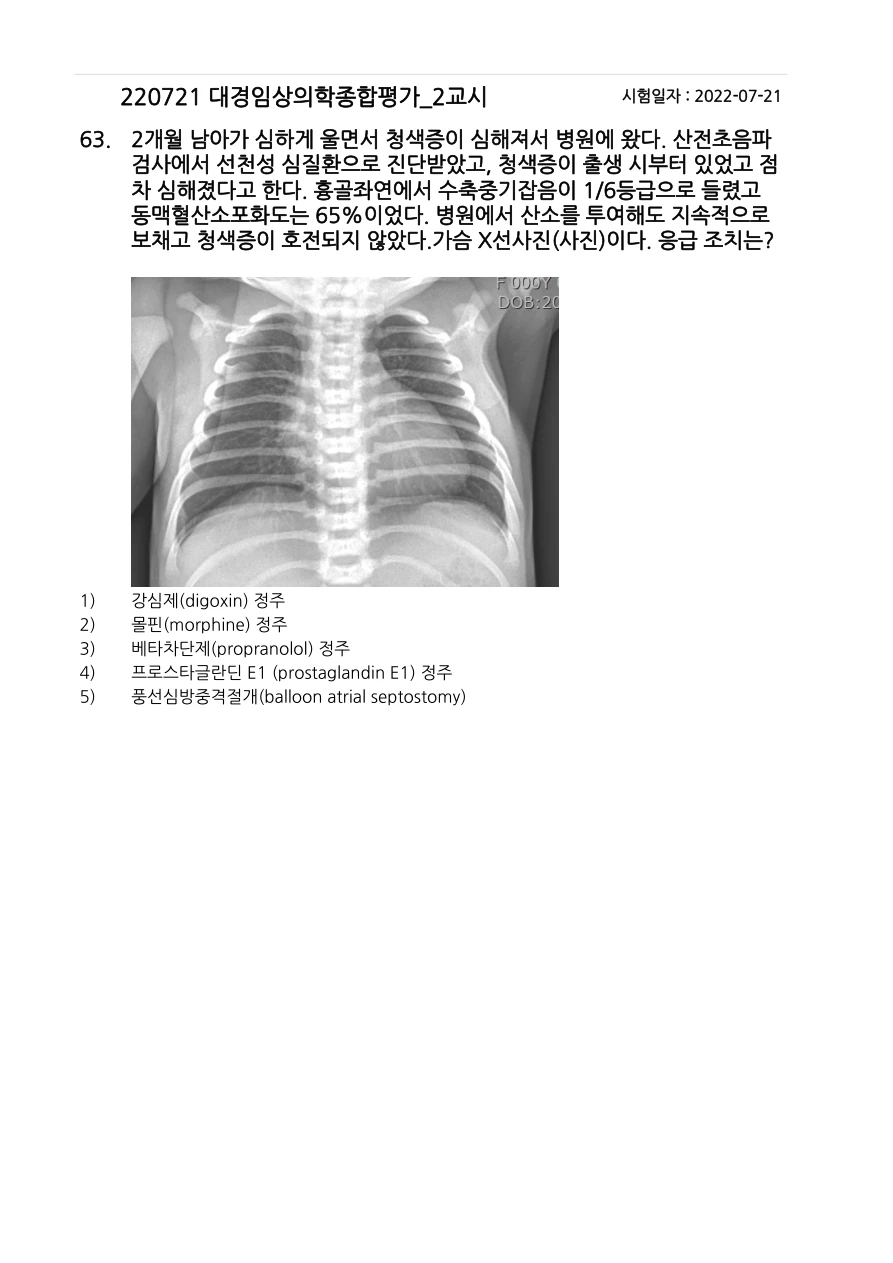 220721 대경임상의학종합평가_2교시
시험일자 : 2022-07-21
63. 2개월 남아가 심하게 울면서 청색증이 심해져서 병원에 왔다. 산전초음파
검사에서 선천성 심질환으로 진단받았고, 청색증이 출생 시부터 있었고 점
차 심해졌다고 한다. 흉골좌연에서 수축중기잡음이 1/6등급으로 들렸고
동맥혈산소포화도는 65%이었다. 병원에서 산소를 투여해도 지속적으로
보채고 청색증이 호전되지 않았다.가슴 X선사진(사진)이다. 응급 조치는?
F 000Y
DOB:20
1) 강심제(digoxin) 정주
2) 몰핀(morphine) 정주
3) 베타차단제(propranolol) 정주
4) 프로스타글란딘 E1 (prostaglandin E1) 정주
5) 풍선심방중격절개(balloon atrial septostomy)